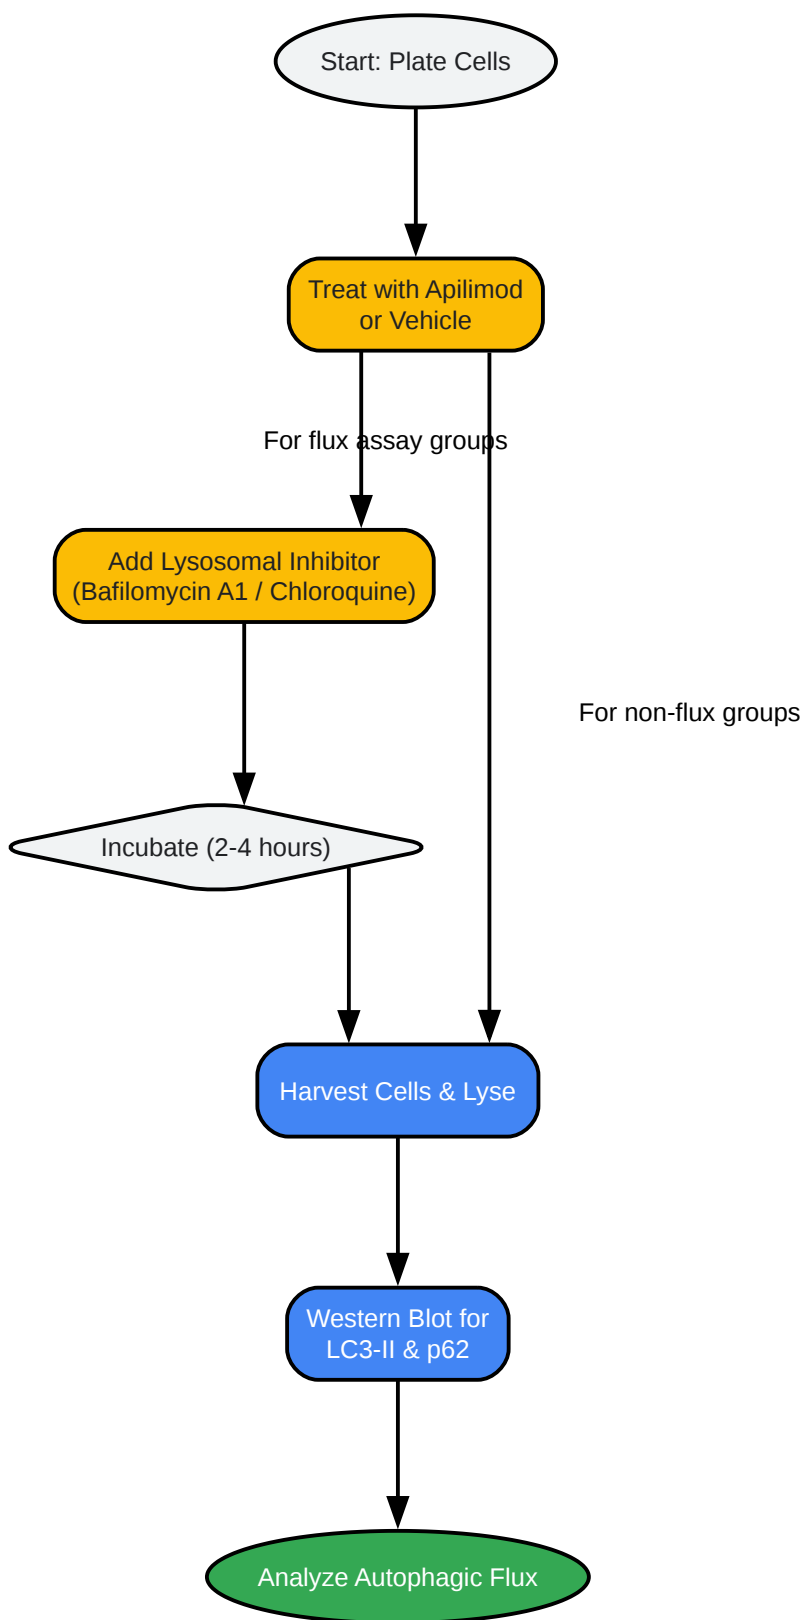 Start: Plate Cells
Treat with Apilimod
or Vehicle
For flux assay groups
Add Lysosomal Inhibitor
(Bafilomycin A1 / Chloroquine)
For non-flux groups
Incubate (2-4 hours)
Harvest Cells & Lyse
Western Blot for
LC3-II & p62
Analyze Autophagic Flux